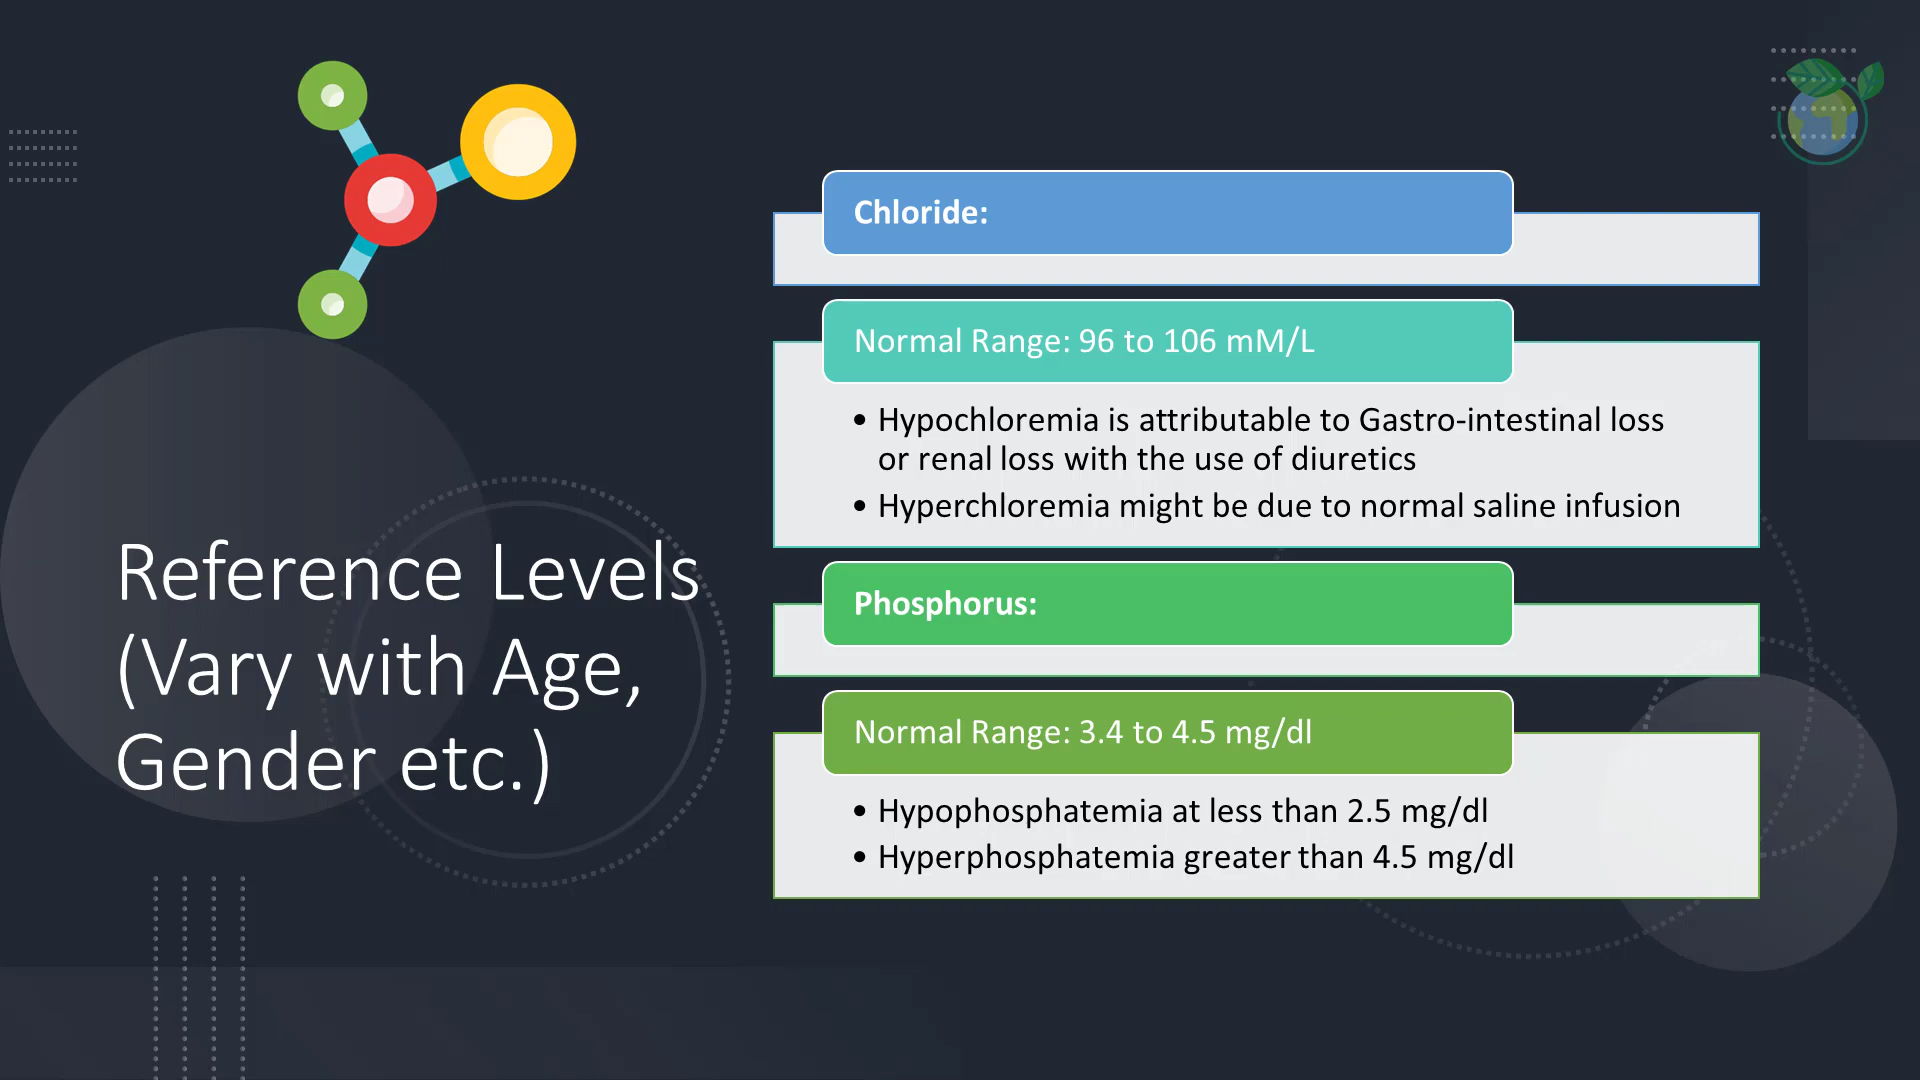 Reference Levels
(Vary with Age,
Gender etc.)
Chloride:
Normal Range: 96 to 106 mM/L
• Hypochloremia is attributable to Gastro-intestinal loss
or renal loss with the use of diuretics
• Hyperchloremia might be due to normal saline infusion
Phosphorus:
Normal Range: 3.4 to 4.5 mg/dl
• Hypophosphatemia at less than 2.5 mg/dl
• Hyperphosphatemia greater than 4.5 mg/dl